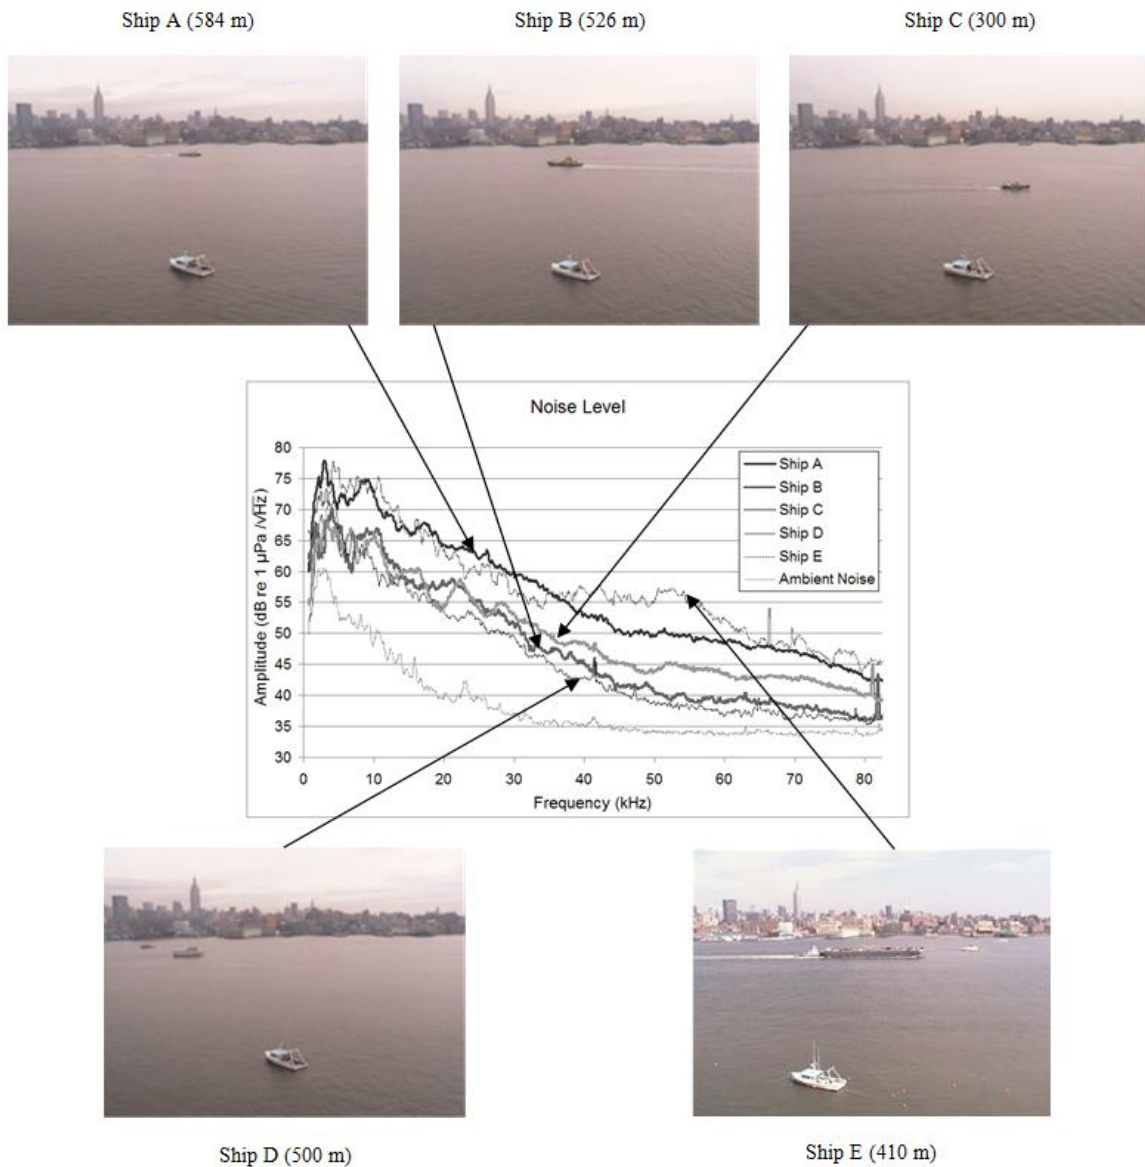 Ship A (584 m)
Ship B (526 m)
Ship C (300 m)
Noise Level
Amplitude (dB re 1 µPa /√Hz)
80
75
70
65
60
55
50
45
40
35
30
Ship A
Ship B
Ship C
Ship D
Ship E
Ambient Noise
0 10 20 30 40 50 60 70 80
Frequency (kHz)
Ship D (500 m)
Ship E (410 m)